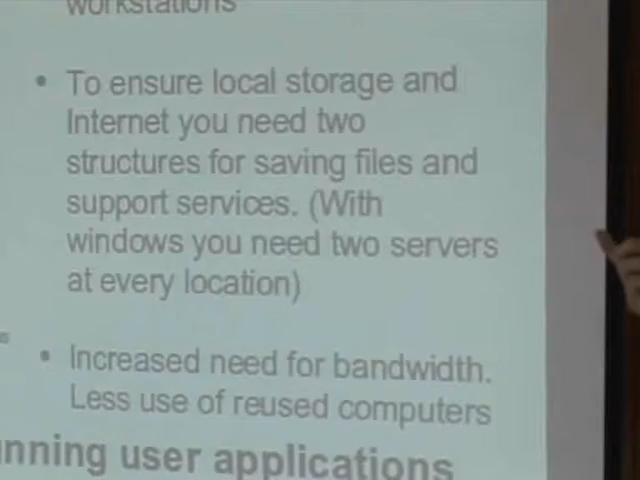 workstations
• To ensure local storage and
Internet you need two
structures for saving files and
support services. (With
windows you need two servers
at every location)
• Increased need for bandwidth.
Less use of reused computers
nning user applications